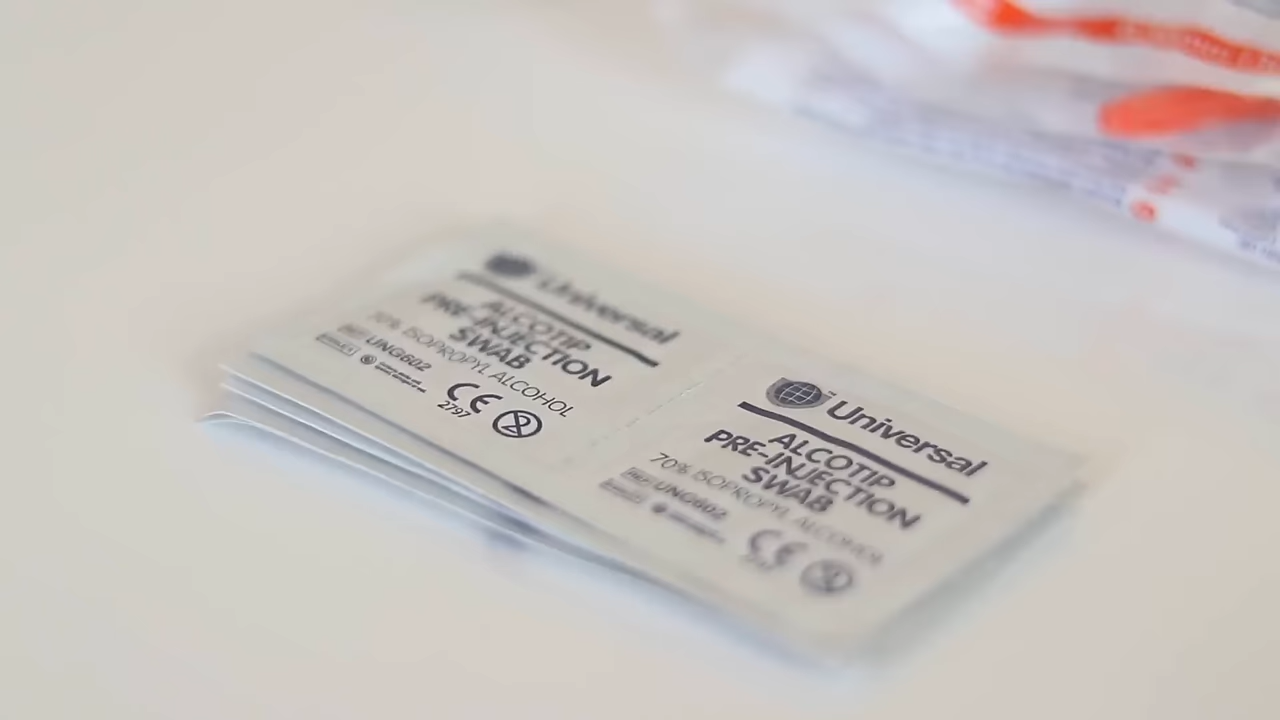 Universal
ALCOTIP
PRE-INJECTION
SWAB
70% ISOPROPYL ALCOHOL
REF UNG602
CE
2797
2
Universal
ALCOTIP
PRE-INJECTION
SWAB
70% ISOPROPYL ALCOHOL
REF UNG602
CE